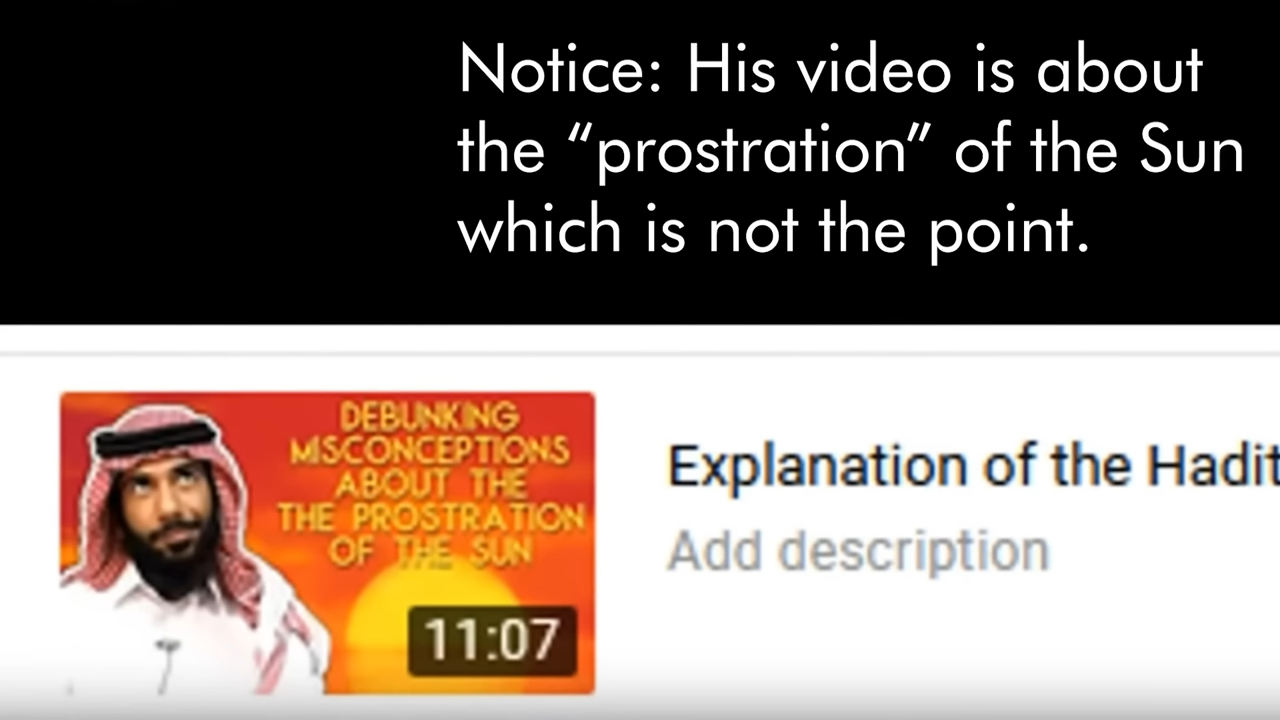 Notice: His video is about
the “prostration” of the Sun
which is not the point.
DEBUNKING
MISCONCEPTIONS
ABOUT THE
THE PROSTRATION
OF THE SUN
11:07
Explanation of the Hadit
Add description